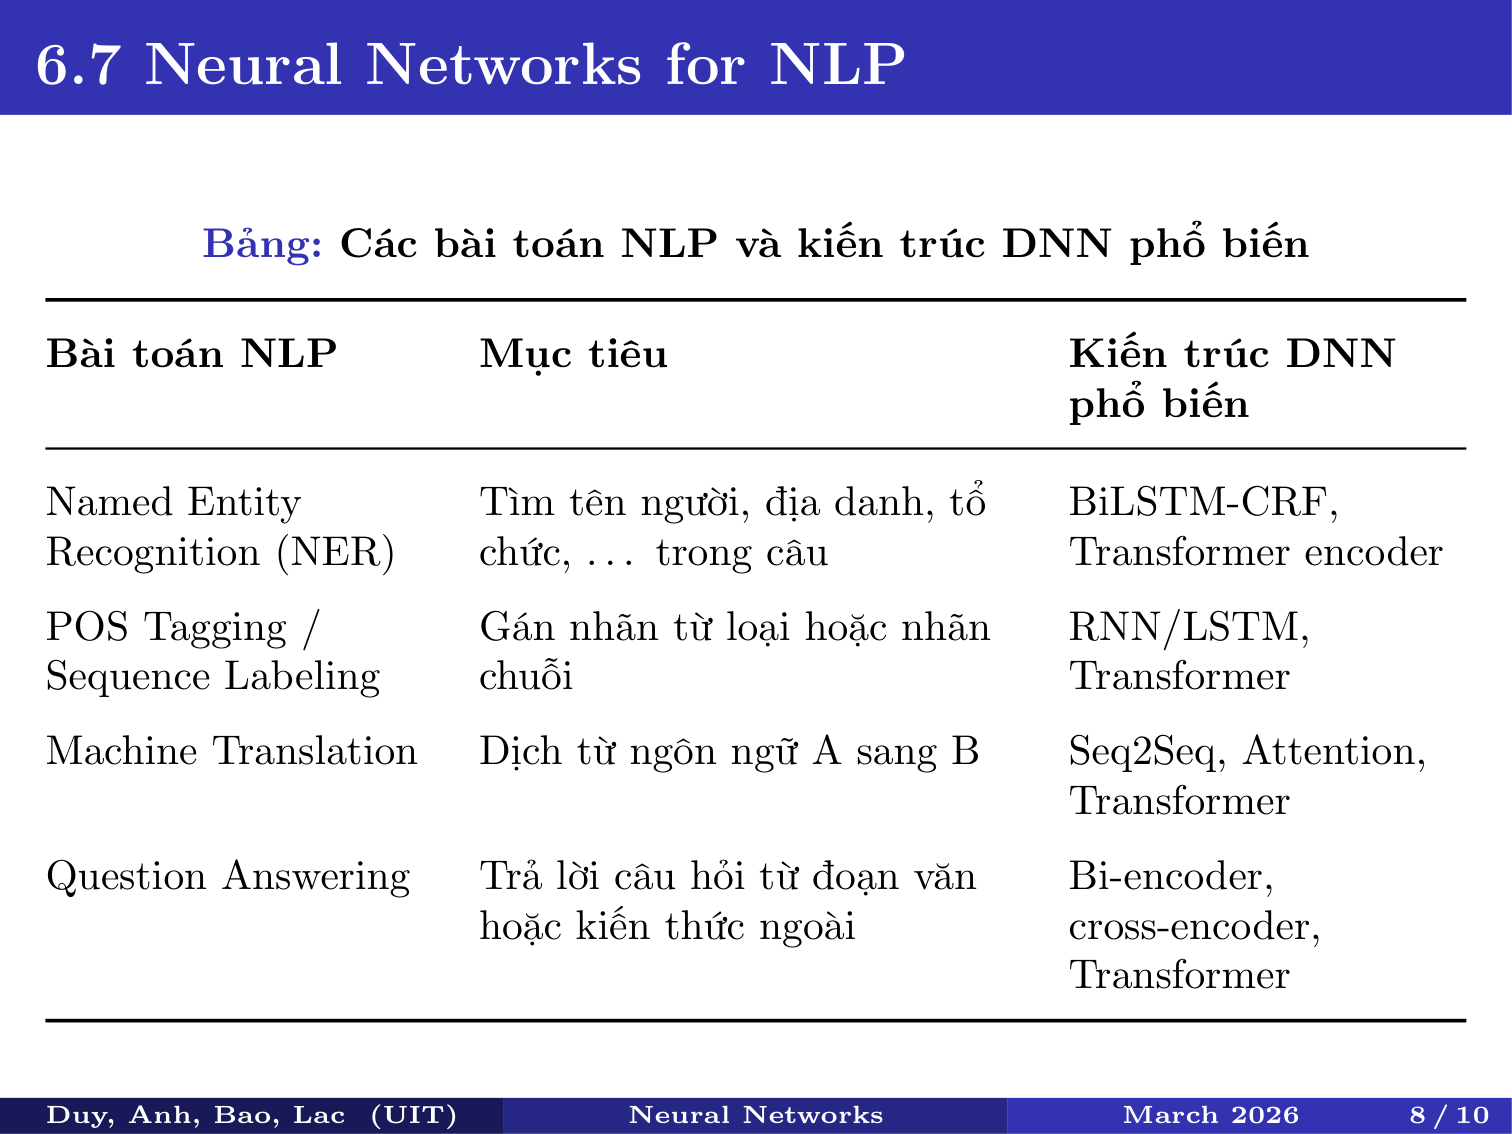 6.7 Neural Networks for NLP
Bảng: Các bài toán NLP và kiến trúc DNN phổ biến
Bài toán NLP
Mục tiêu
Kiến trúc DNN
phổ biến
Named Entity
Recognition (NER)
Tìm tên người, địa danh, tổ
chức, ... trong câu
BiLSTM-CRF,
Transformer encoder
POS Tagging /
Sequence Labeling
Gán nhãn từ loại hoặc nhãn
chuỗi
RNN/LSTM,
Transformer
Machine Translation
Dịch từ ngôn ngữ A sang B
Seq2Seq, Attention,
Transformer
Question Answering
Trả lời câu hỏi từ đoạn văn
hoặc kiến thức ngoài
Bi-encoder,
cross-encoder,
Transformer
Duy, Anh, Bao, Lac (UIT)
Neural Networks
March 2026
8 / 10